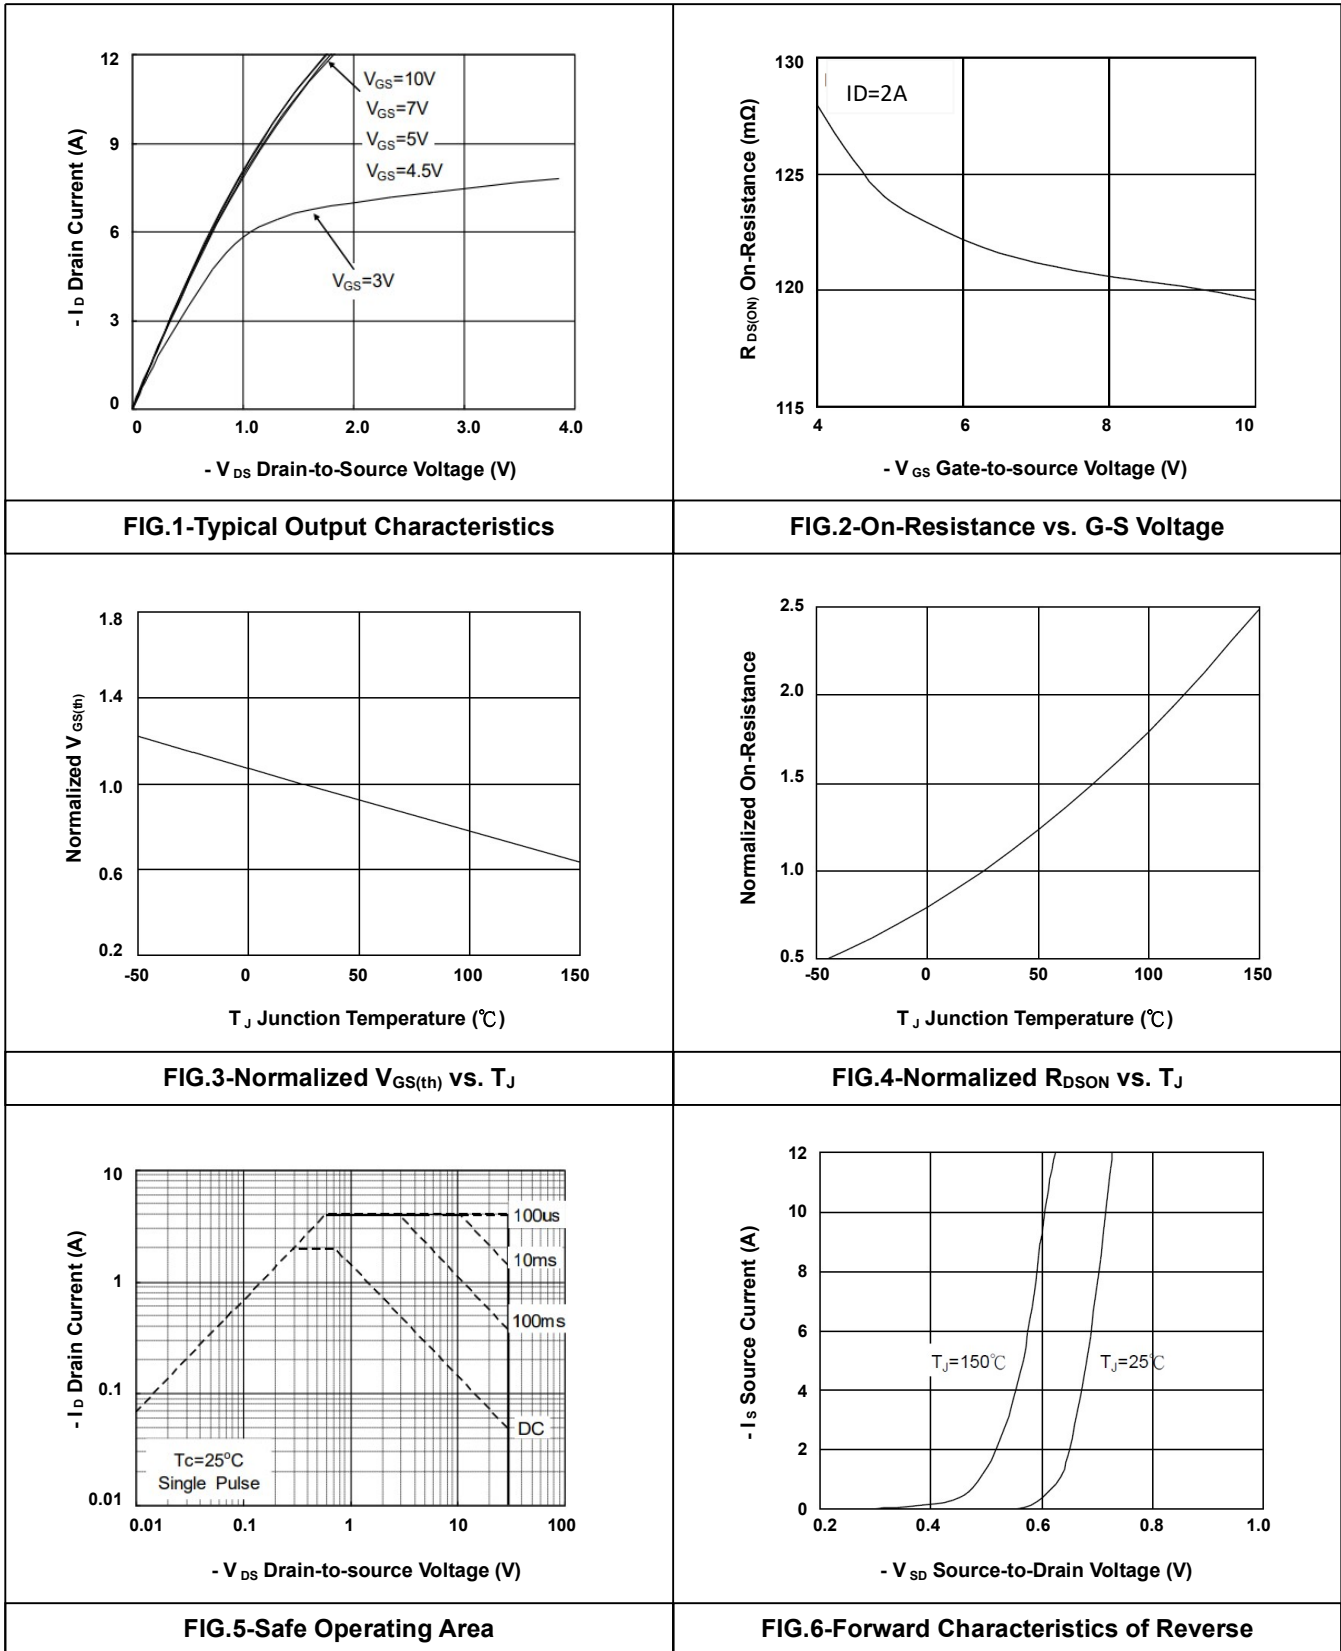 12
9
6
3
0
- I D Drain Current (A)
VGS=10V
VGS=7V
VGS=5V
VGS=4.5V
VGS=3V
0 1.0 2.0 3.0 4.0
- V DS Drain-to-Source Voltage (V)
FIG.1-Typical Output Characteristics
130
125
120
115
R DS(ON) On-Resistance (mΩ)
ID=2A
4 6 8 10
- V GS Gate-to-source Voltage (V)
FIG.2-On-Resistance vs. G-S Voltage
1.8
1.4
1.0
0.6
0.2
Normalized V GS(th)
-50 0 50 100 150
T J Junction Temperature (℃)
FIG.3-Normalized VGS(th) vs. TJ
2.5
2.0
1.5
1.0
0.5
Normalized On-Resistance
-50 0 50 100 150
T J Junction Temperature (℃)
FIG.4-Normalized RDSON vs. TJ
10
1
0.1
0.01
- I D Drain Current (A)
100us
10ms
100ms
DC
Tc=25°C
Single Pulse
0.01 0.1 1 10 100
- V DS Drain-to-source Voltage (V)
FIG.5-Safe Operating Area
12
10
8
6
4
2
0
- I S Source Current (A)
TJ=150℃ TJ=25℃
0.2 0.4 0.6 0.8 1.0
- V SD Source-to-Drain Voltage (V)
FIG.6-Forward Characteristics of Reverse